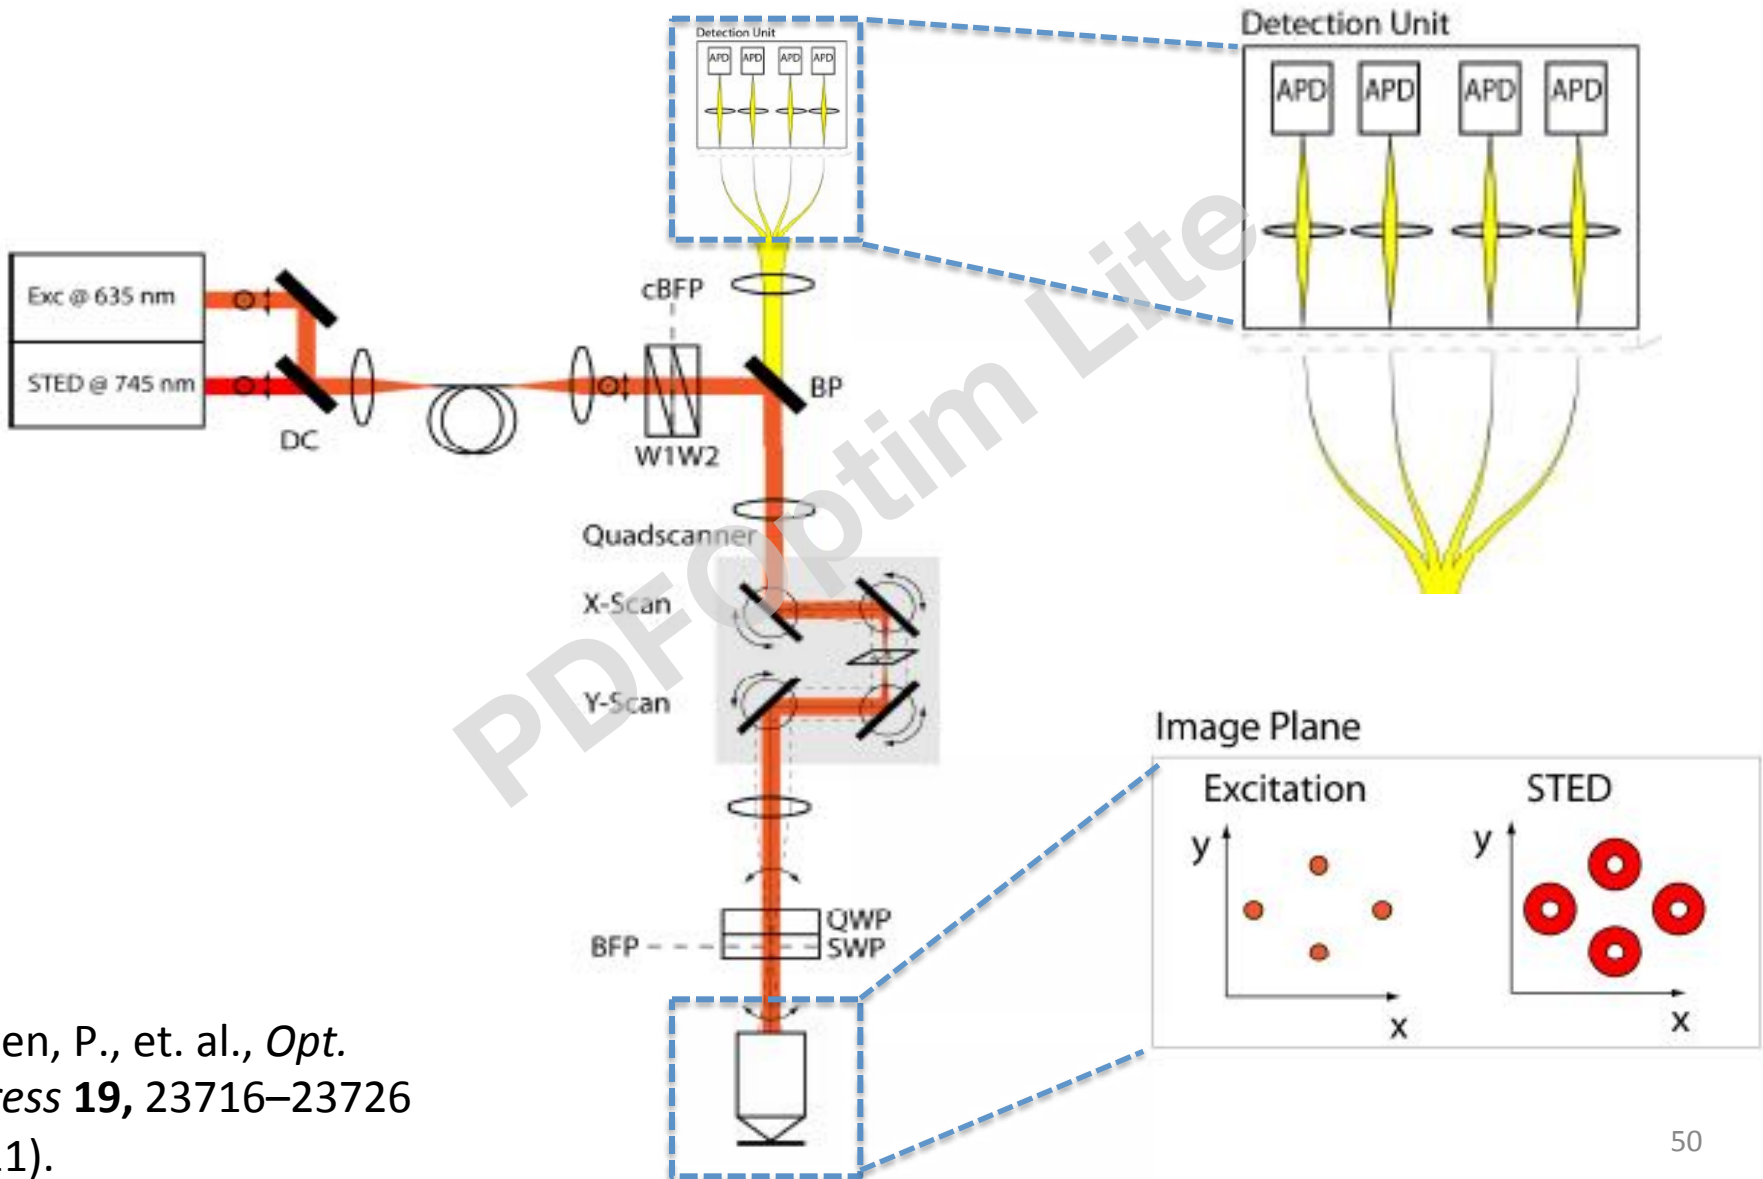 Detection Unit
APD APD APD APD
Detection Unit
APD APD APD APD
Exc @ 635 nm
STED @ 745 nm
DC
cBFP
W1W2
BP
Quadscanner
X-Scan
Y-Scan
QWP
BFP
SWP
Image Plane
Excitation
STED
y
x
y
x
en, P., et. al., Opt.
ress 19, 23716–23726
11).
50
PDFOptim Lite